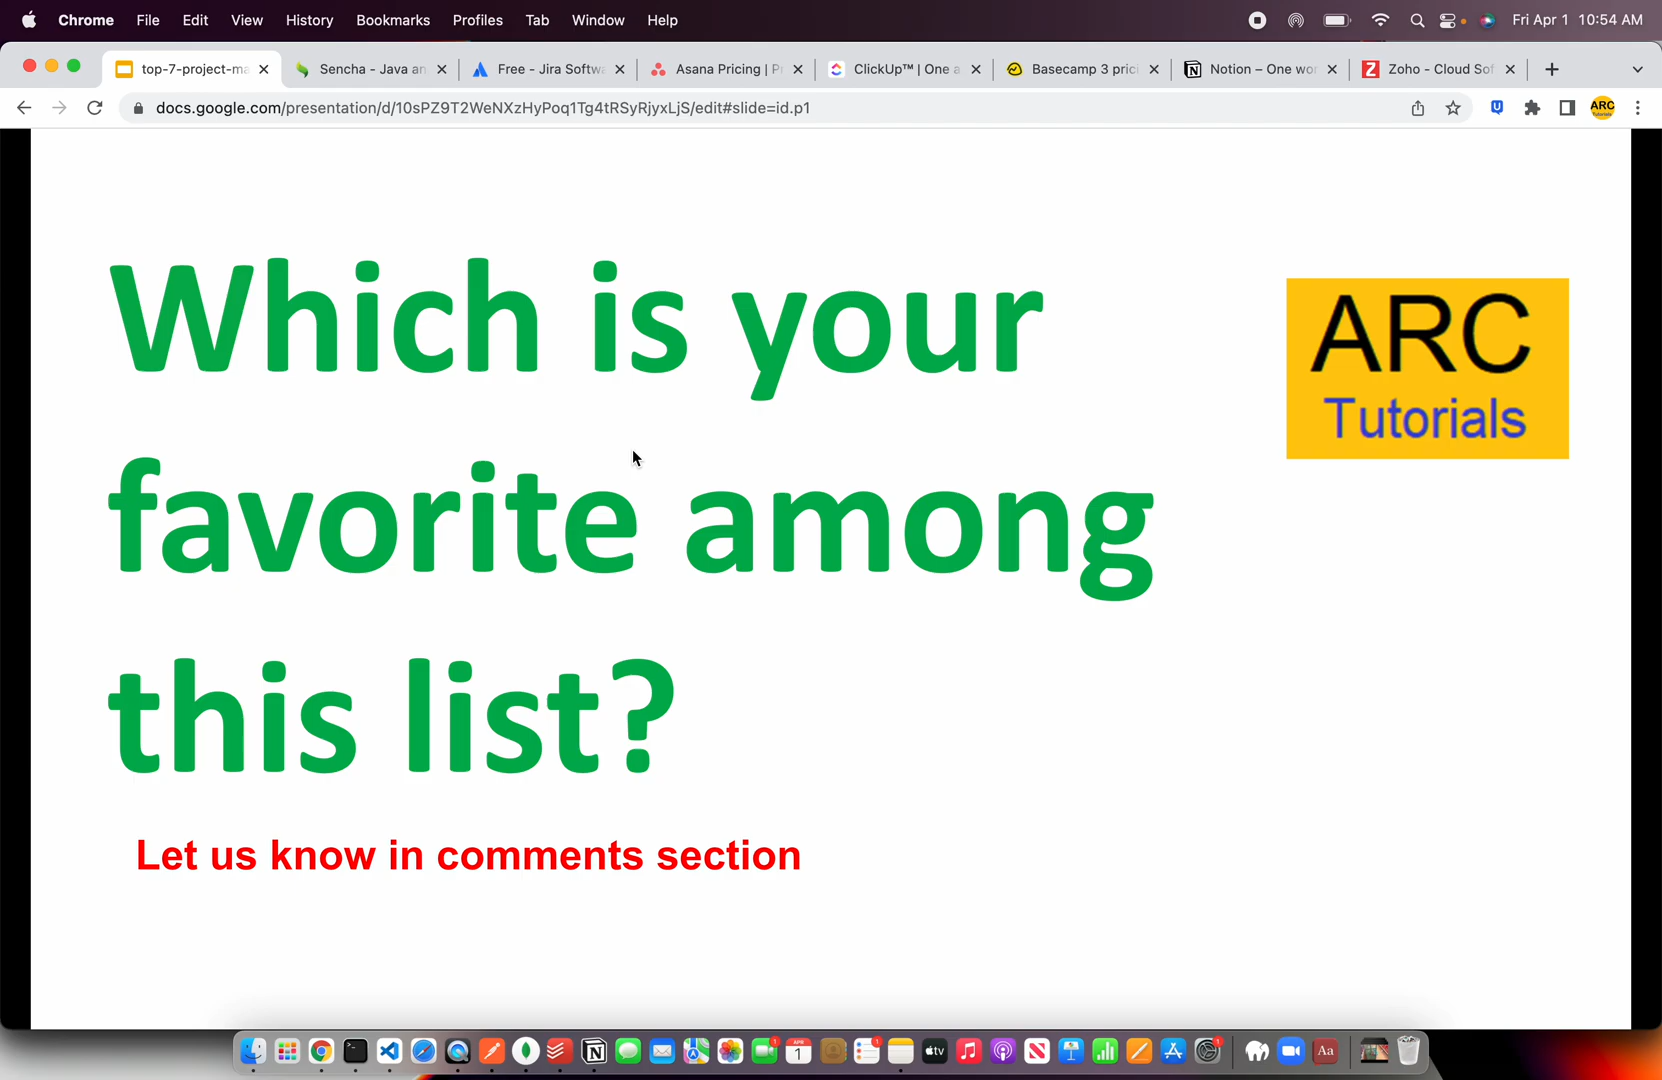 Chrome File Edit View History Bookmarks Profiles Tab Window Help Fri Apr 1 10:54 AM
top-7-project-ma Sencha - Java an Free - Jira Softwa Asana Pricing | P ClickUp™ | One a Basecamp 3 prici Notion – One wor Zoho - Cloud Sof
docs.google.com/presentation/d/10sPZ9T2WeNXzHyPoq1Tg4tRSyRjyxLjS/edit#slide=id.p1
Which is your
favorite among
this list?
ARC
Tutorials
Let us know in comments section